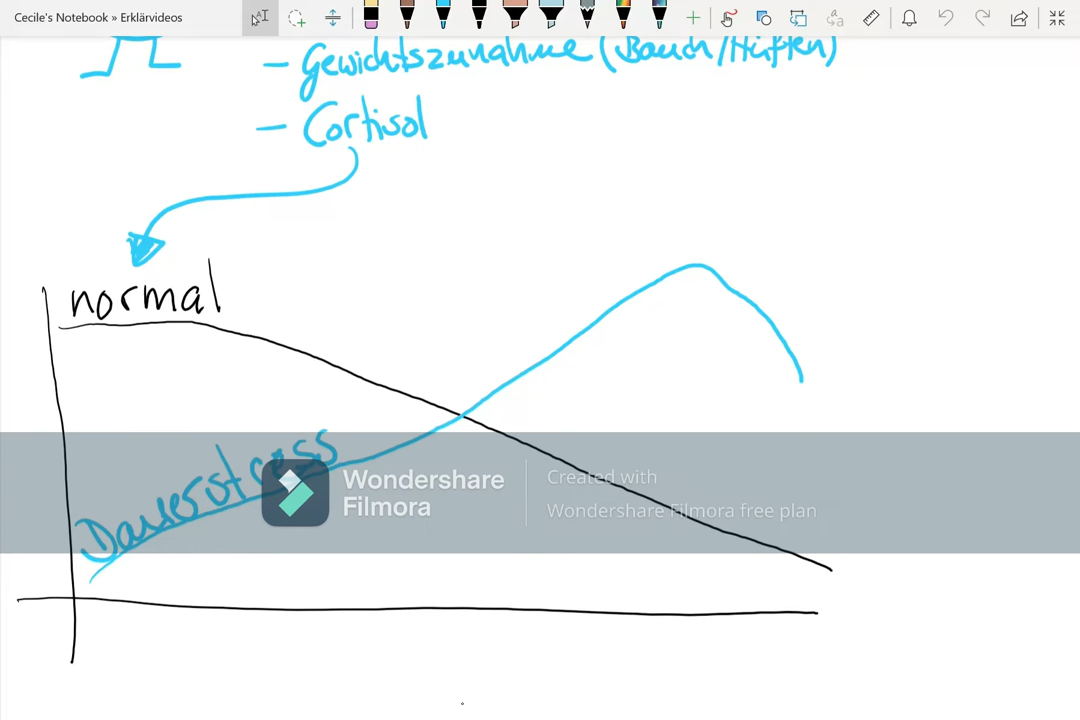 Cecile's Notebook » Erklärvideos
- Gewichtszunahme (Bauch/Hüften)
- Cortisol
normal
Dauerstress
Wondershare
Filmora
Created with
Wondershare Filmora free plan